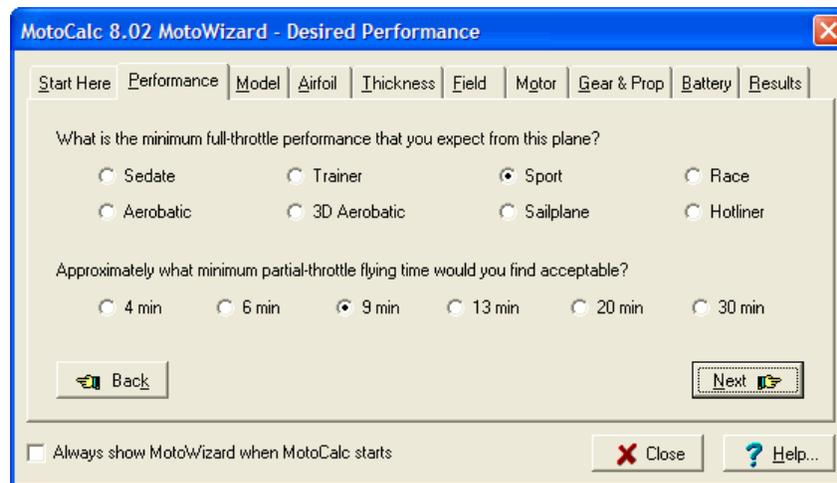 MotoCalc 8.02 MotoWizard - Desired Performance
Start Here Performance Model Airfoil Thickness Field Motor Gear & Prop Battery Results
What is the minimum full-throttle performance that you expect from this plane?
Sedate Trainer Sport Race
Aerobatic 3D Aerobatic Sailplane Hotliner
Approximately what minimum partial-throttle flying time would you find acceptable?
4 min 6 min 9 min 13 min 20 min 30 min
Back Next
Always show MotoWizard when MotoCalc starts Close Help...